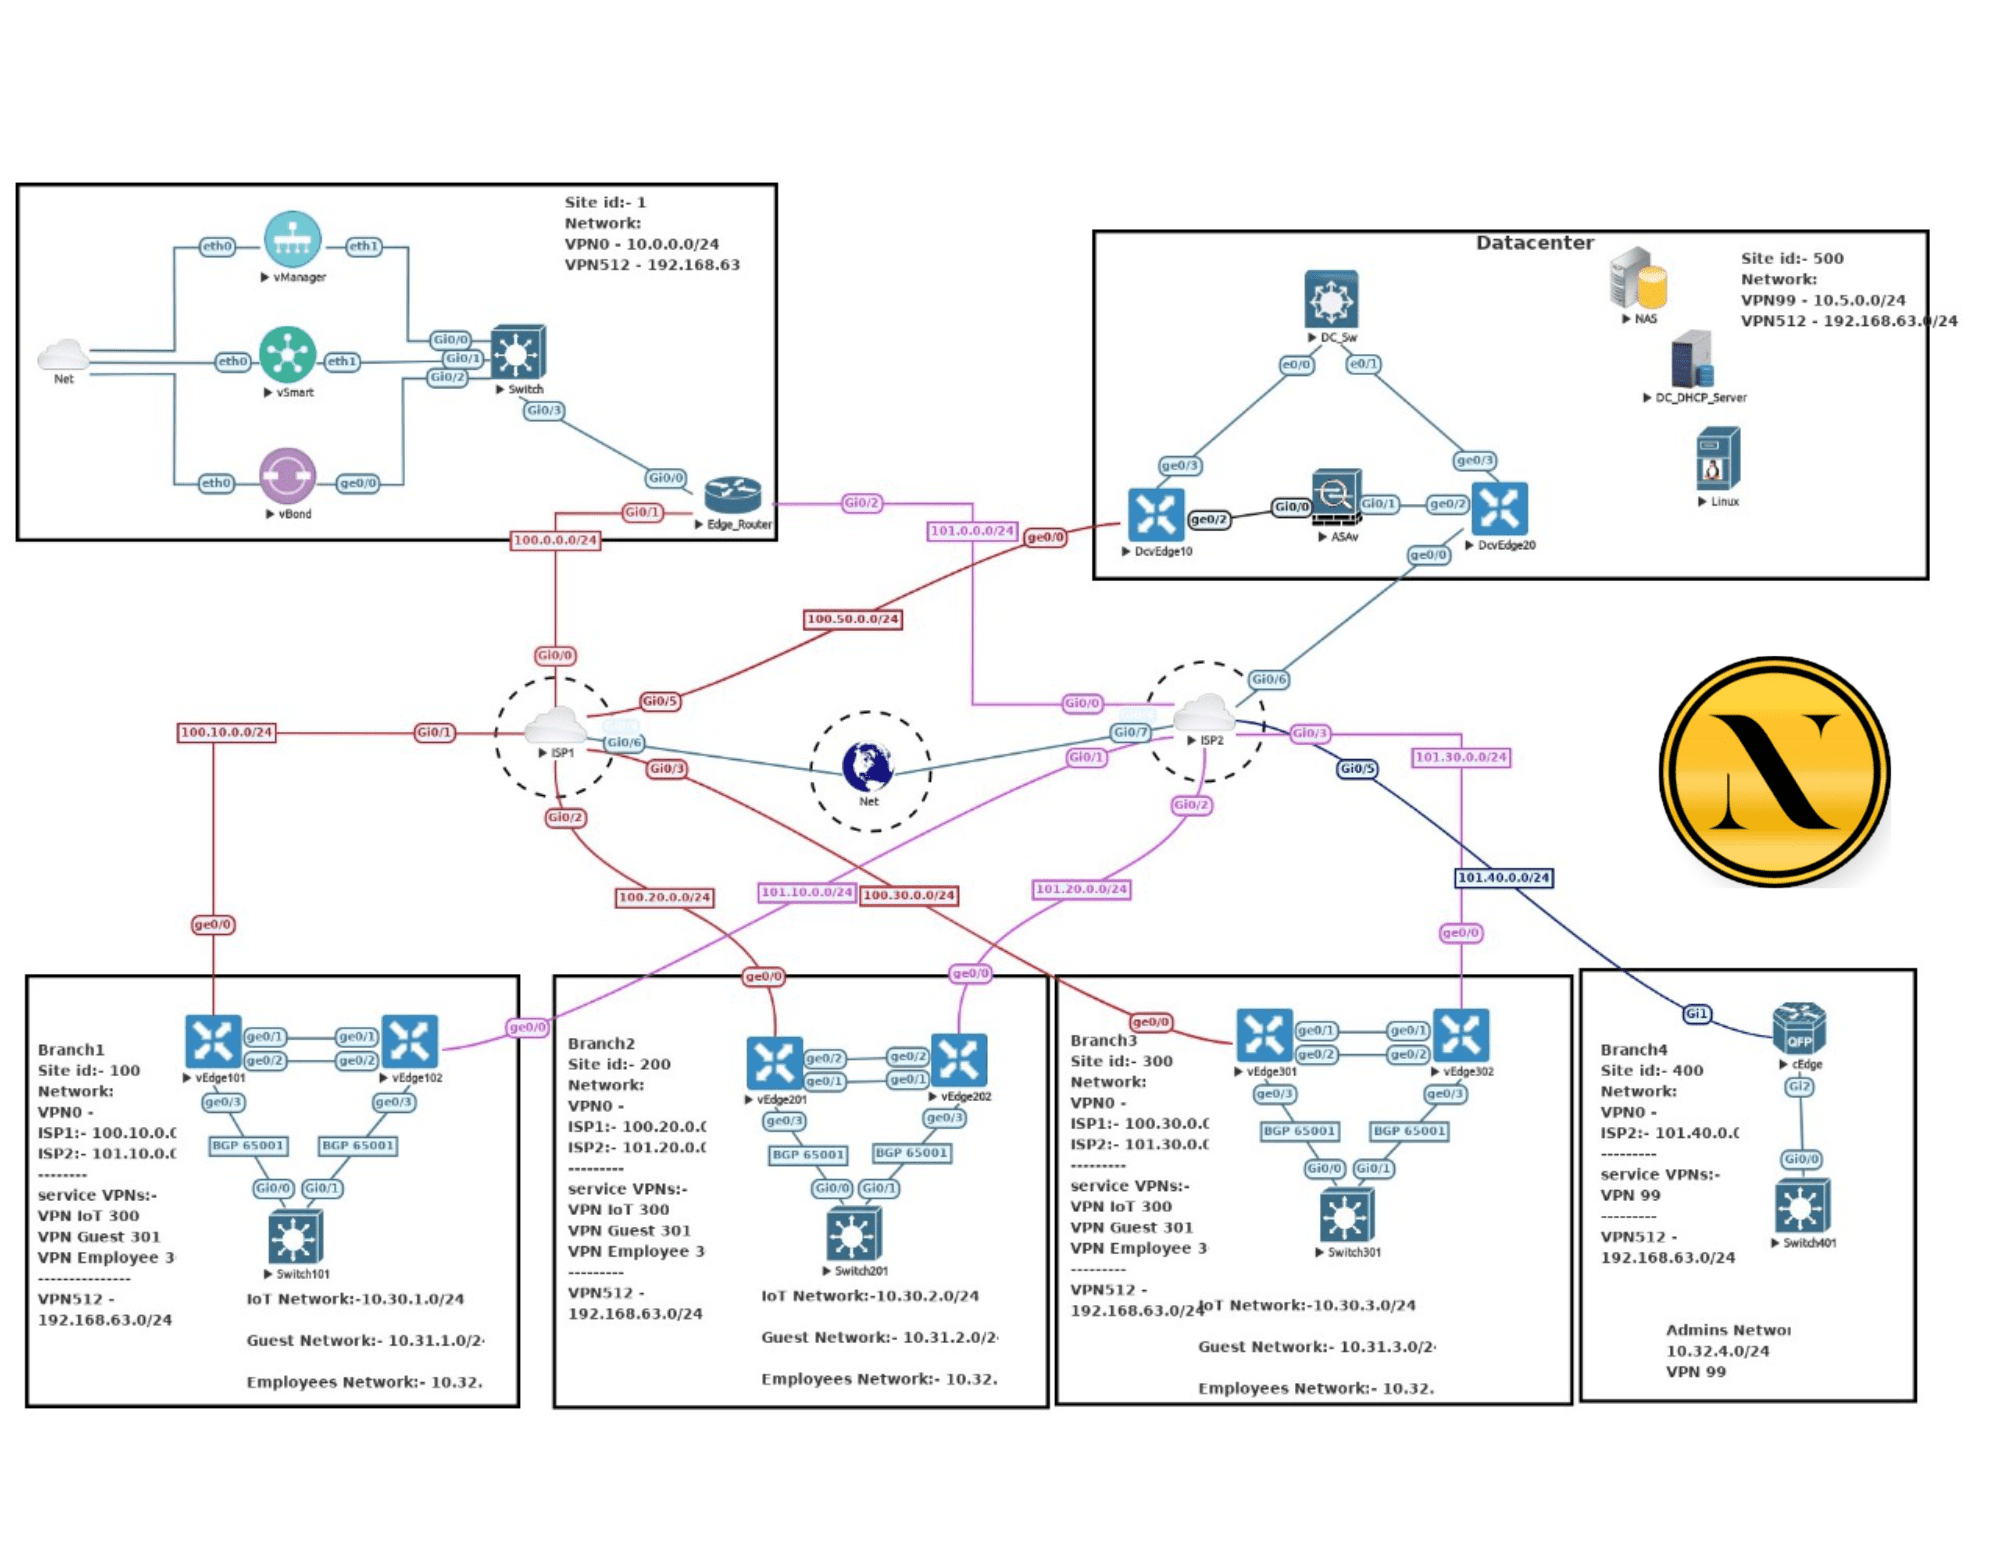 Site id:- 1
Network:
VPN0 - 10.0.0.0/24
VPN512 - 192.168.63
eth0
eth1
vManager
Net
eth0
eth1
vSmart
eth0
ge0/0
vBond
Gi0/0
Gi0/1
Gi0/2
Switch
Gi0/3
Gi0/0
Edge_Router
Gi0/1
Gi0/2
100.0.0.0/24
101.0.0.0/24
Datacenter
Site id:- 500
Network:
VPN99 - 10.5.0.0/24
VPN512 - 192.168.63.0/24
NAS
DC_DHCP_Server
Linux
DC_Sw
e0/0
e0/1
ge0/3
ge0/3
DcvEdge10
ge0/2
Gi0/0
ASAv
Gi0/1
ge0/2
DcvEdge20
ge0/0
ge0/0
100.50.0.0/24
Gi0/0
Gi0/5
Gi0/1
100.10.0.0/24
ISP1
Gi0/6
Gi0/3
Gi0/2
Net
Gi0/0
Gi0/6
Gi0/7
Gi0/1
ISP2
Gi0/3
Gi0/5
Gi0/2
101.30.0.0/24
101.40.0.0/24
100.20.0.0/24
101.10.0.0/24
100.30.0.0/24
101.20.0.0/24
N
ge0/0
ge0/0
ge0/0
ge0/0
ge0/0
ge0/0
Gi1
Branch1
Site id:- 100
Network:
VPN0 -
ISP1:- 100.10.0.
ISP2:- 101.10.0.
--------
service VPNs:-
VPN IoT 300
VPN Guest 301
VPN Employee 3
---------------
VPN512 -
192.168.63.0/24
vEdge101
ge0/1
ge0/1
ge0/2
ge0/2
vEdge102
ge0/3
ge0/3
BGP 65001
BGP 65001
Gi0/0
Gi0/1
Switch101
IoT Network:-10.30.1.0/24
Guest Network:- 10.31.1.0/2
Employees Network:- 10.32.
Branch2
Site id:- 200
Network:
VPN0 -
ISP1:- 100.20.0.
ISP2:- 101.20.0.
---------
service VPNs:-
VPN IoT 300
VPN Guest 301
VPN Employee 3
---------
VPN512 -
192.168.63.0/24
vEdge201
ge0/2
ge0/2
ge0/1
ge0/1
vEdge202
ge0/3
ge0/3
BGP 65001
BGP 65001
Gi0/0
Gi0/1
Switch201
IoT Network:-10.30.2.0/24
Guest Network:- 10.31.2.0/2
Employees Network:- 10.32.
Branch3
Site id:- 300
Network:
VPN0 -
ISP1:- 100.30.0.
ISP2:- 101.30.0.
---------
service VPNs:-
VPN IoT 300
VPN Guest 301
VPN Employee 3
---------
VPN512 -
192.168.63.0/24
vEdge301
ge0/1
ge0/1
ge0/2
ge0/2
vEdge302
ge0/3
ge0/3
BGP 65001
BGP 65001
Gi0/0
Gi0/1
Switch301
IoT Network:-10.30.3.0/24
Guest Network:- 10.31.3.0/2
Employees Network:- 10.32.
Branch4
Site id:- 400
Network:
VPN0 -
ISP2:- 101.40.0.
---------
service VPNs:-
VPN 99
---------
VPN512 -
192.168.63.0/24
QFP
cEdge
Gi2
Gi0/0
Switch401
Admins Networ
10.32.4.0/24
VPN 99